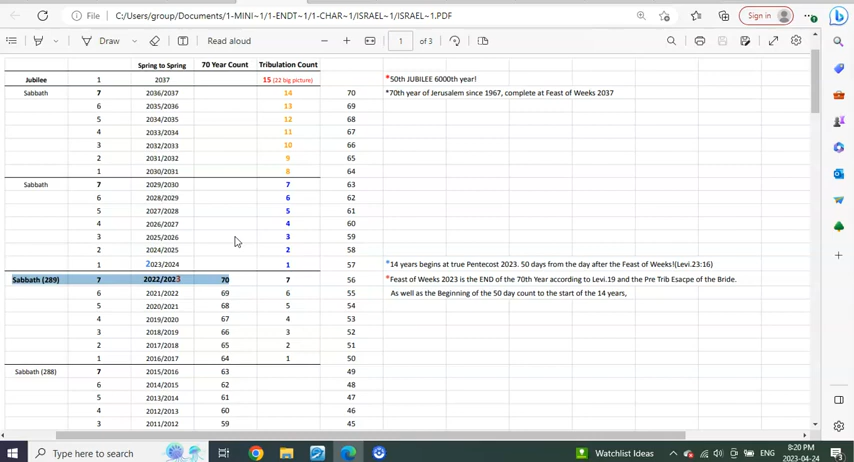 File C:/Users/group/Documents/1-MINI~1/1-ENDT~1/1-CHAR~1/ISRAEL~1/ISRAEL~1.PDF Sign in
Draw Read aloud 1 of 3
Spring to Spring 70 Year Count Tribulation Count
Jubilee 1 2037 15 (22 big picture) *50th JUBILEE 6000th year!
Sabbath 7 2036/2037 14 70 *70th year of Jerusalem since 1967, complete at Feast of Weeks 2037
6 2035/2036 13 69
5 2034/2035 12 68
4 2033/2034 11 67
3 2032/2033 10 66
2 2031/2032 9 65
1 2030/2031 8 64
Sabbath 7 2029/2030 7 63
6 2028/2029 6 62
5 2027/2028 5 61
4 2026/2027 4 60
3 2025/2026 3 59
2 2024/2025 2 58
1 2023/2024 1 57 *14 years begins at true Pentecost 2023. 50 days from the day after the Feast of Weeks!(Levi.23:16)
Sabbath (289) 7 2022/2023 70 7 56 *Feast of Weeks 2023 is the END of the 70th Year according to Levi.19 and the Pre Trib Esacpe of the Bride.
6 2021/2022 69 6 55 As well as the Beginning of the 50 day count to the start of the 14 years,
5 2020/2021 68 5 54
4 2019/2020 67 4 53
3 2018/2019 66 3 52
2 2017/2018 65 2 51
1 2016/2017 64 1 50
Sabbath (288) 7 2015/2016 63 49
6 2014/2015 62 48
5 2013/2014 61 47
4 2012/2013 60 46
3 2011/2012 59 45
Type here to search Watchlist Ideas ENG 8:20 PM
2023-04-24